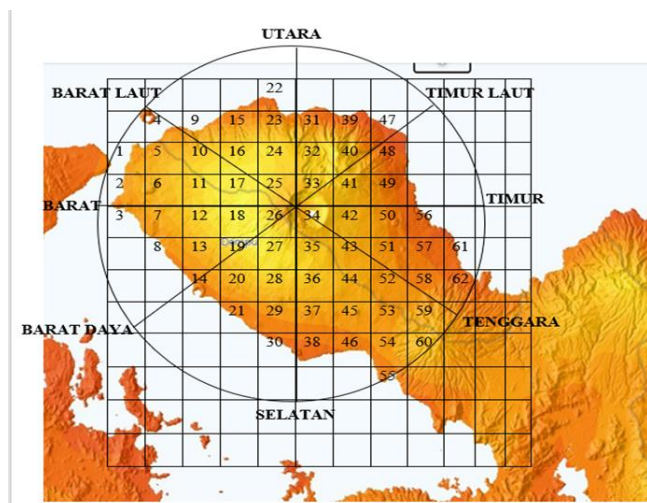 UTARA
22
BARAT LAUT
TIMUR LAUT
4 9 15 23 31 39 47
1 5 10 16 24 32 40 48
2 6 11 17 25 33 41 49
BARAT
TIMUR
3 7 12 18 26 34 42 50 56
8 13 19 27 35 43 51 57 61
14 20 28 36 44 52 58 62
21 29 37 45 53 59
BARAT DAYA
TENGGARA
30 38 46 54 60
55
SELATAN